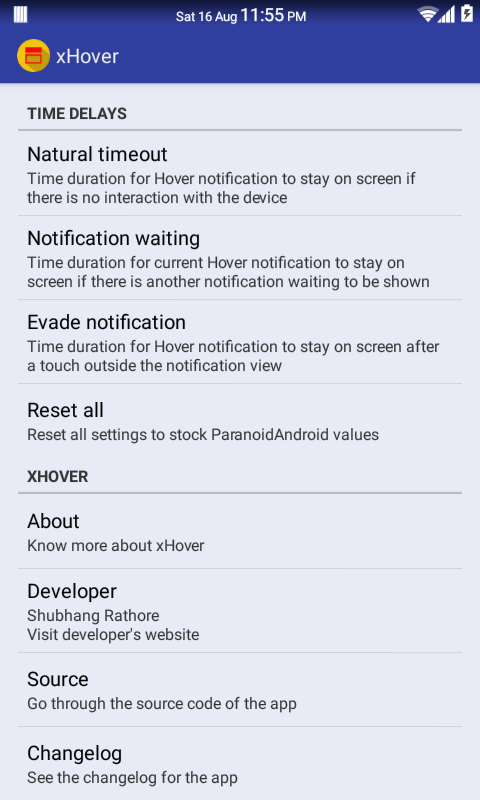 Sat 16 Aug 11:55 PM
xHover
TIME DELAYS
Natural timeout
Time duration for Hover notification to stay on screen if
there is no interaction with the device
Notification waiting
Time duration for current Hover notification to stay on
screen if there is another notification waiting to be shown
Evade notification
Time duration for Hover notification to stay on screen after
a touch outside the notification view
Reset all
Reset all settings to stock ParanoidAndroid values
XHOVER
About
Know more about xHover
Developer
Shubhang Rathore
Visit developer's website
Source
Go through the source code of the app
Changelog
See the changelog for the app